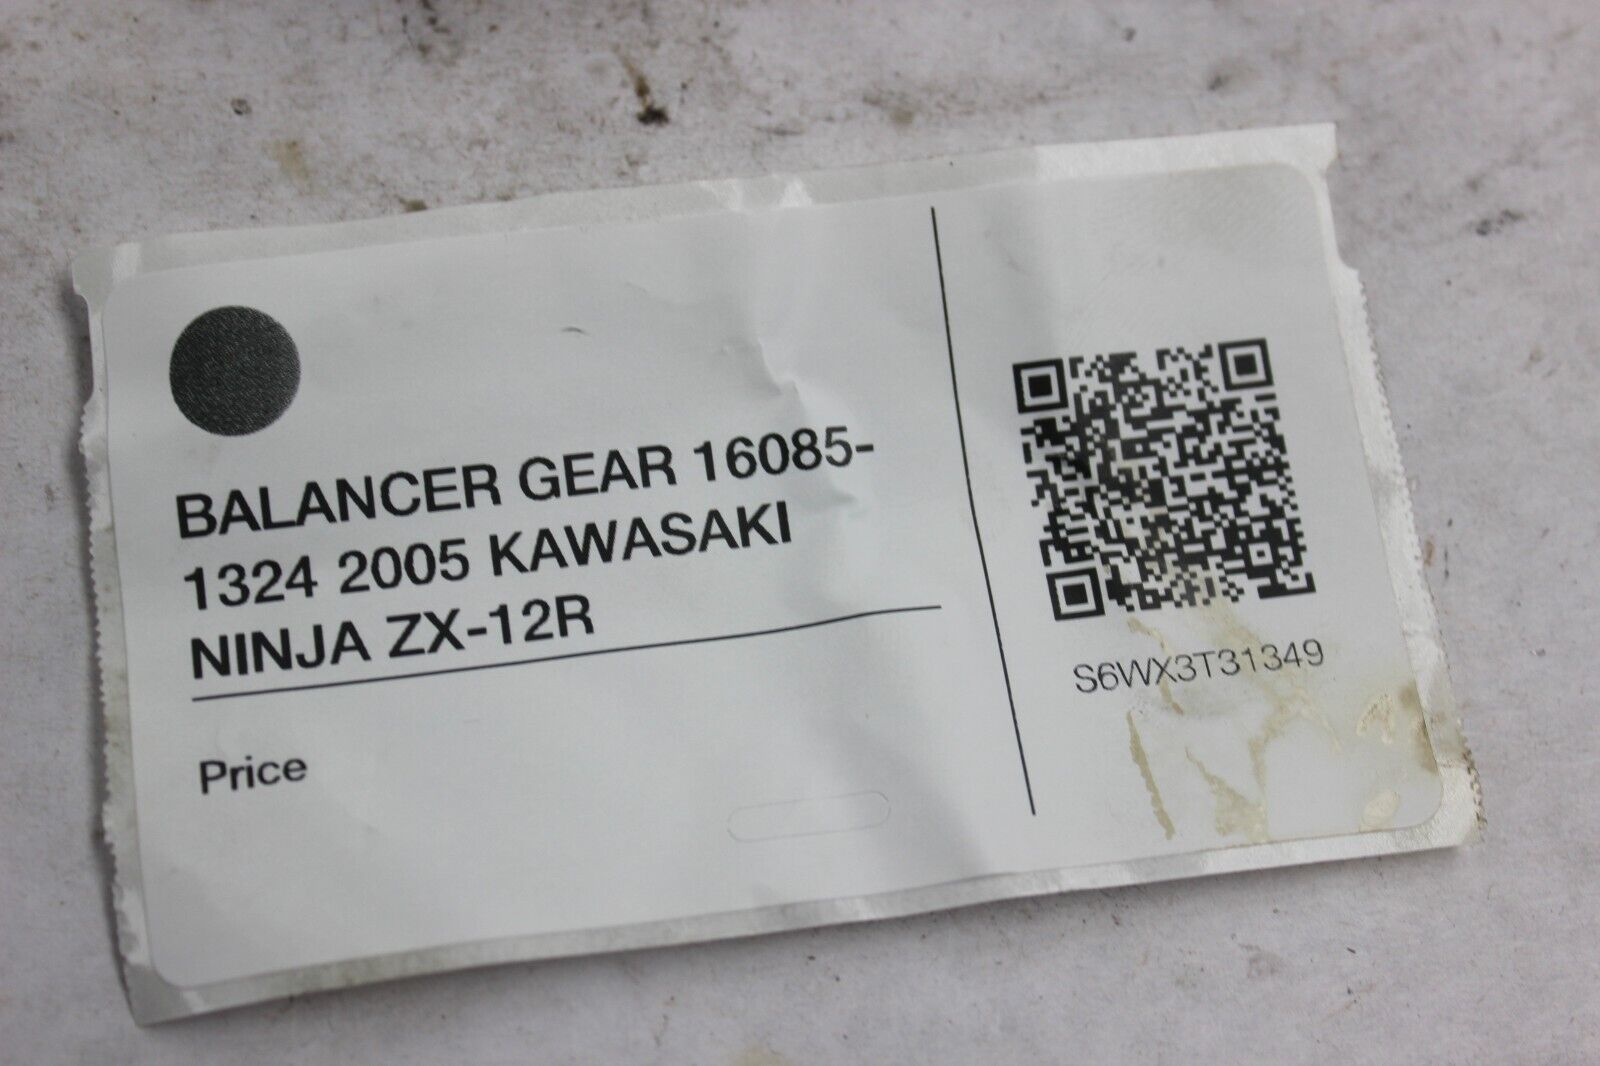 BALANCER GEAR 16085-
1324 2005 KAWASAKI
NINJA ZX-12R
Price
S6WX3T31349